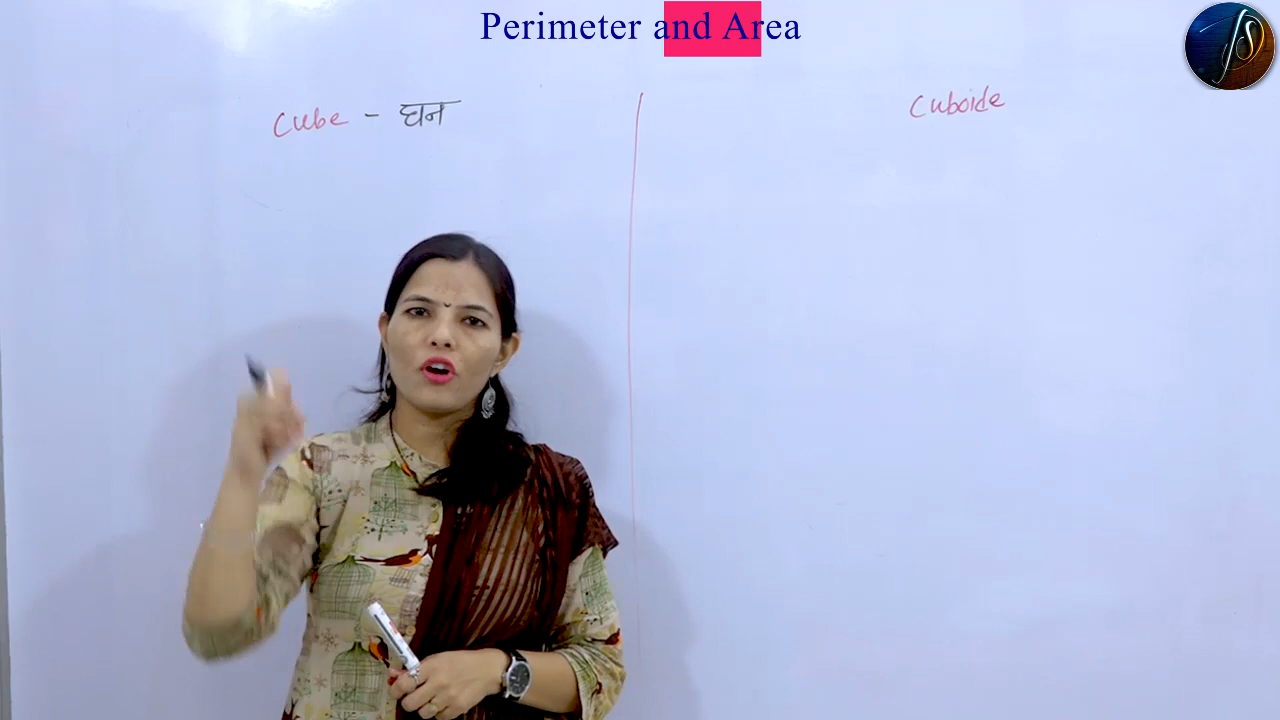 Perimeter and Area
Cube - घन
Cuboide